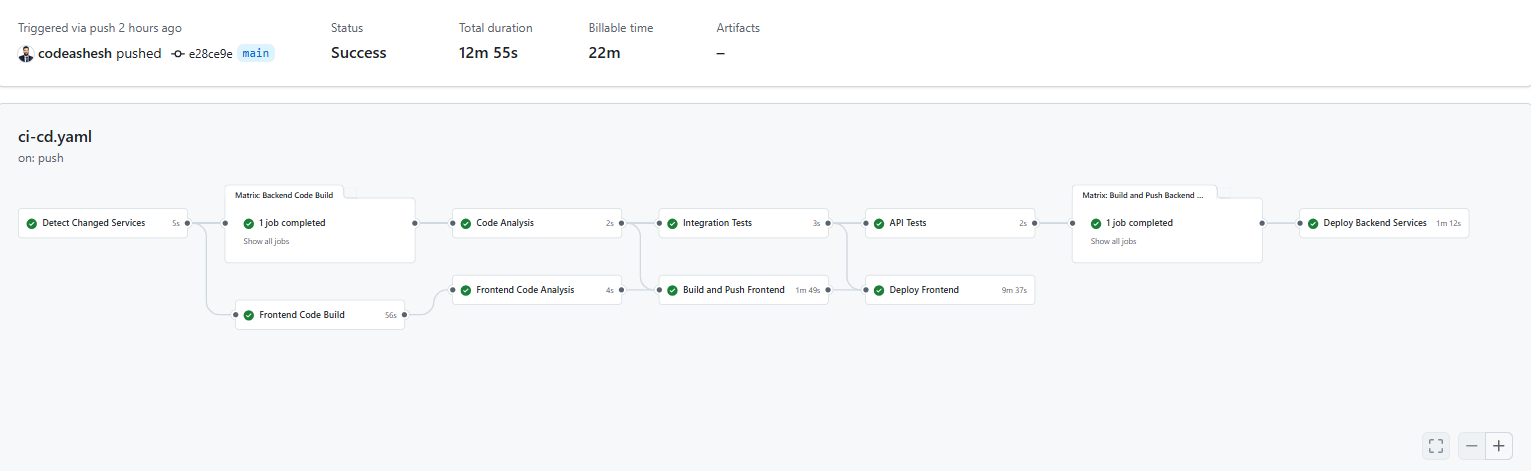 Triggered via push 2 hours ago
codeashesh pushed e28ce9e main
Status
Success
Total duration
12m 55s
Billable time
22m
Artifacts
–
ci-cd.yaml
on: push
Detect Changed Services 5s
Matrix: Backend Code Build
1 job completed
Show all jobs
Frontend Code Build 56s
Code Analysis 2s
Frontend Code Analysis 4s
Integration Tests 3s
Build and Push Frontend 1m 49s
API Tests 2s
Deploy Frontend 9m 37s
Matrix: Build and Push Backend ...
1 job completed
Show all jobs
Deploy Backend Services 1m 12s